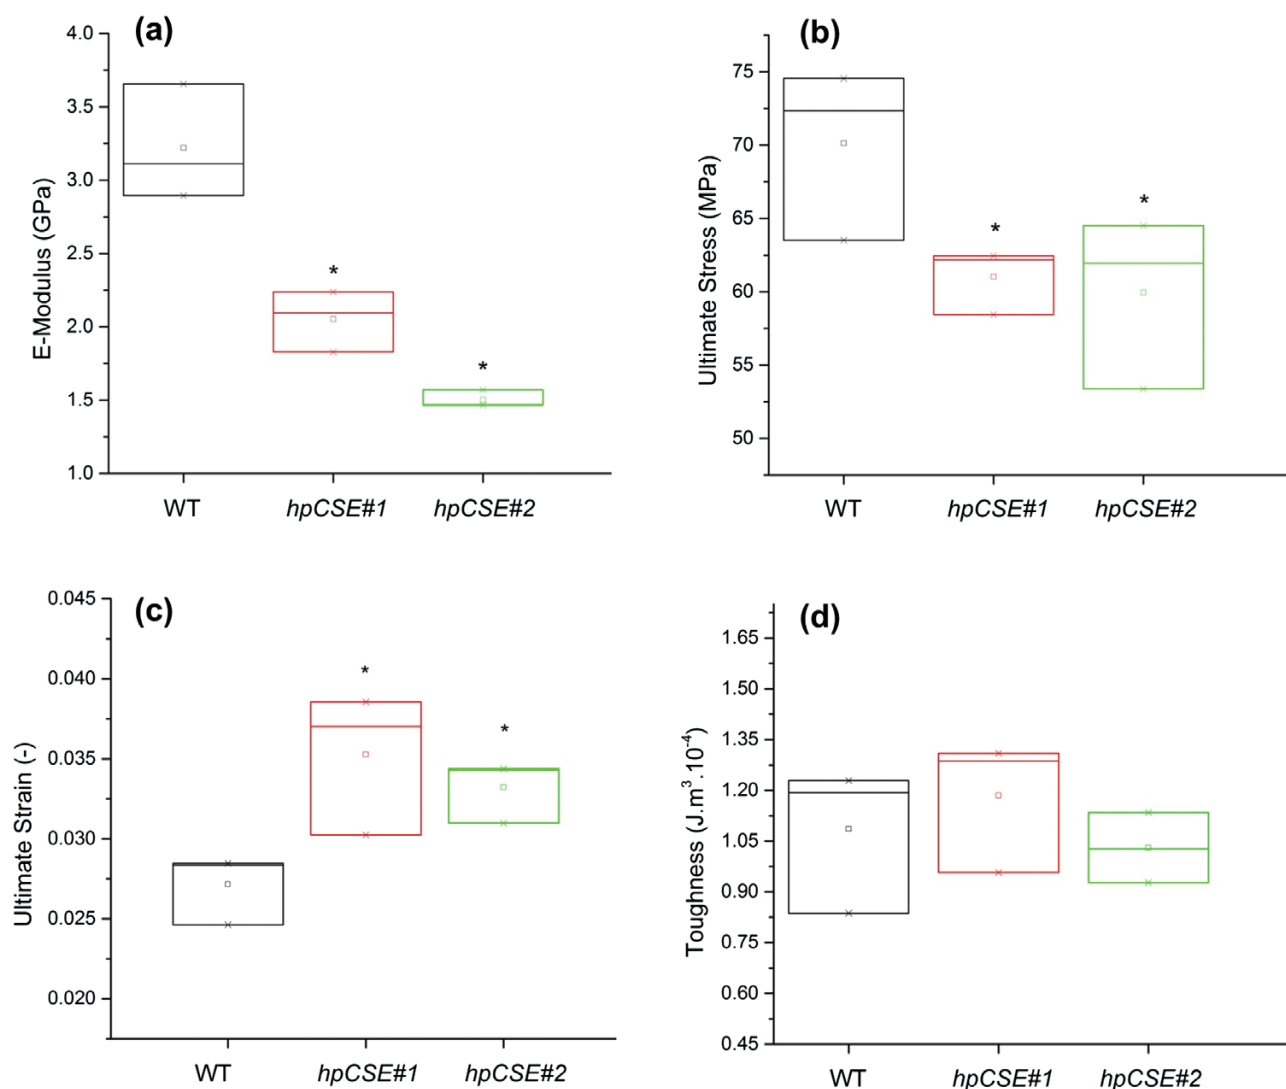 (a)
4.0
3.5
3.0
2.5
2.0
1.5
1.0
E-Modulus (GPa)
*
*
WT
hpCSE#1
hpCSE#2
(b)
75
70
65
60
55
50
Ultimate Stress (MPa)
*
*
WT
hpCSE#1
hpCSE#2
(c)
0.045
0.040
0.035
0.030
0.025
0.020
Ultimate Strain (-)
*
*
WT
hpCSE#1
hpCSE#2
(d)
1.65
1.50
1.35
1.20
1.05
0.90
0.75
0.60
0.45
Toughness (J.m³.10⁻⁴)
WT
hpCSE#1
hpCSE#2